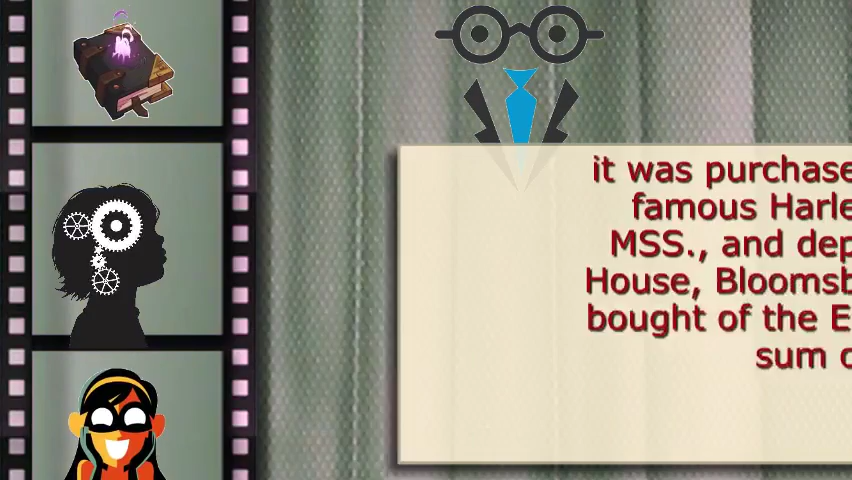 it was purchase
famous Harle
MSS., and dep
House, Bloomsb
bought of the E
sum o